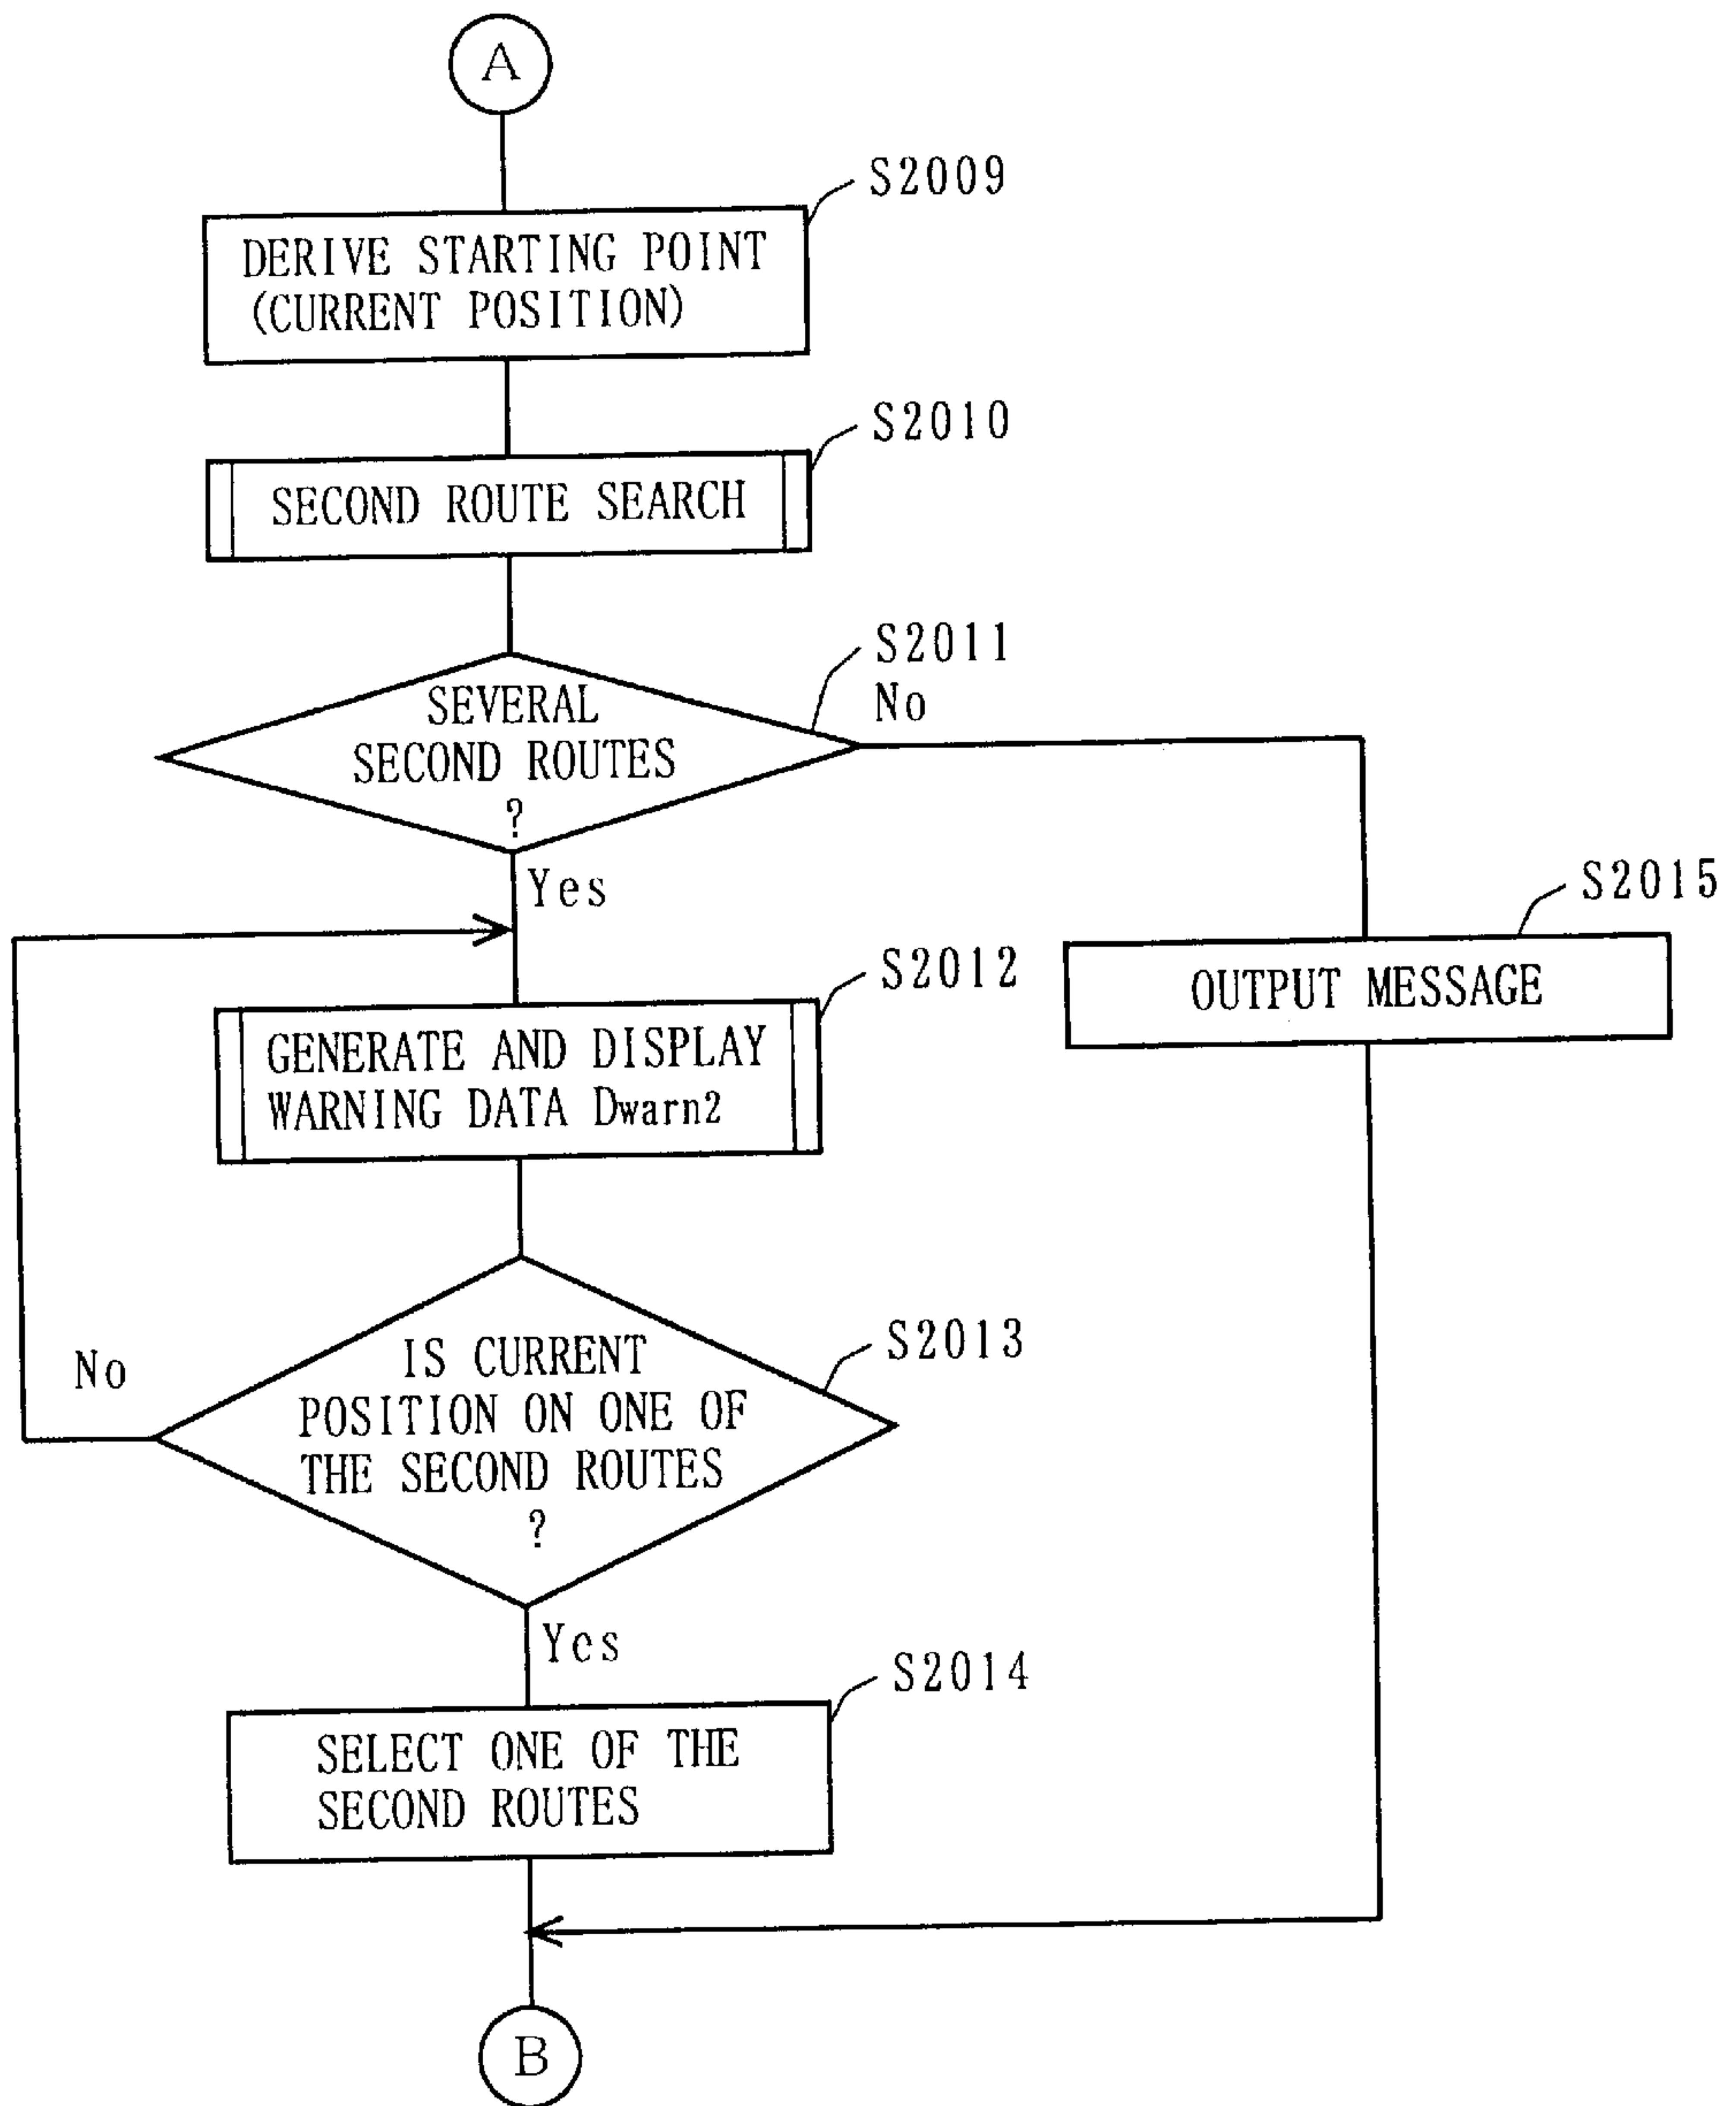 A
S2009
DERIVE STARTING POINT
(CURRENT POSITION)
S2010
SECOND ROUTE SEARCH
S2011
No
SEVERAL
SECOND ROUTES
?
Yes
S2015
OUTPUT MESSAGE
S2012
GENERATE AND DISPLAY
WARNING DATA Dwarn2
S2013
No
IS CURRENT
POSITION ON ONE OF
THE SECOND ROUTES
?
Yes
S2014
SELECT ONE OF THE
SECOND ROUTES
B